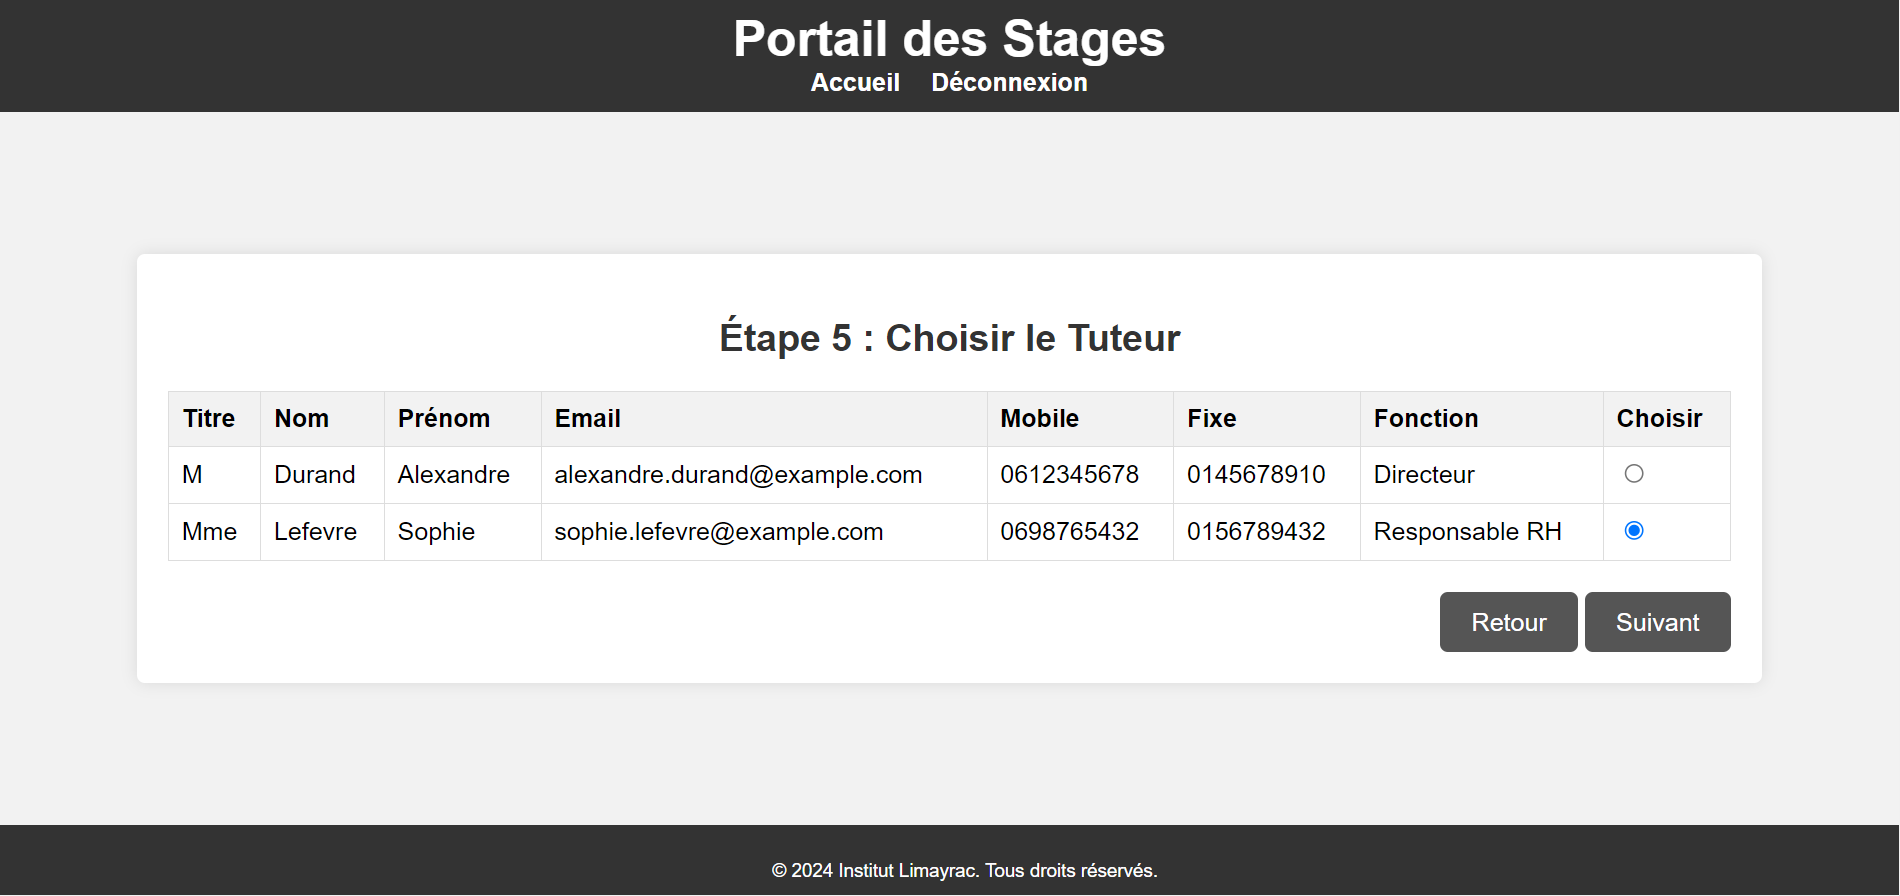 Portail des Stages
Accueil Déconnexion
Étape 5 : Choisir le Tuteur
Titre Nom Prénom Email Mobile Fixe Fonction Choisir
M Durand Alexandre alexandre.durand@example.com 0612345678 0145678910 Directeur
Mme Lefevre Sophie sophie.lefevre@example.com 0698765432 0156789432 Responsable RH
Retour Suivant
© 2024 Institut Limayrac. Tous droits réservés.